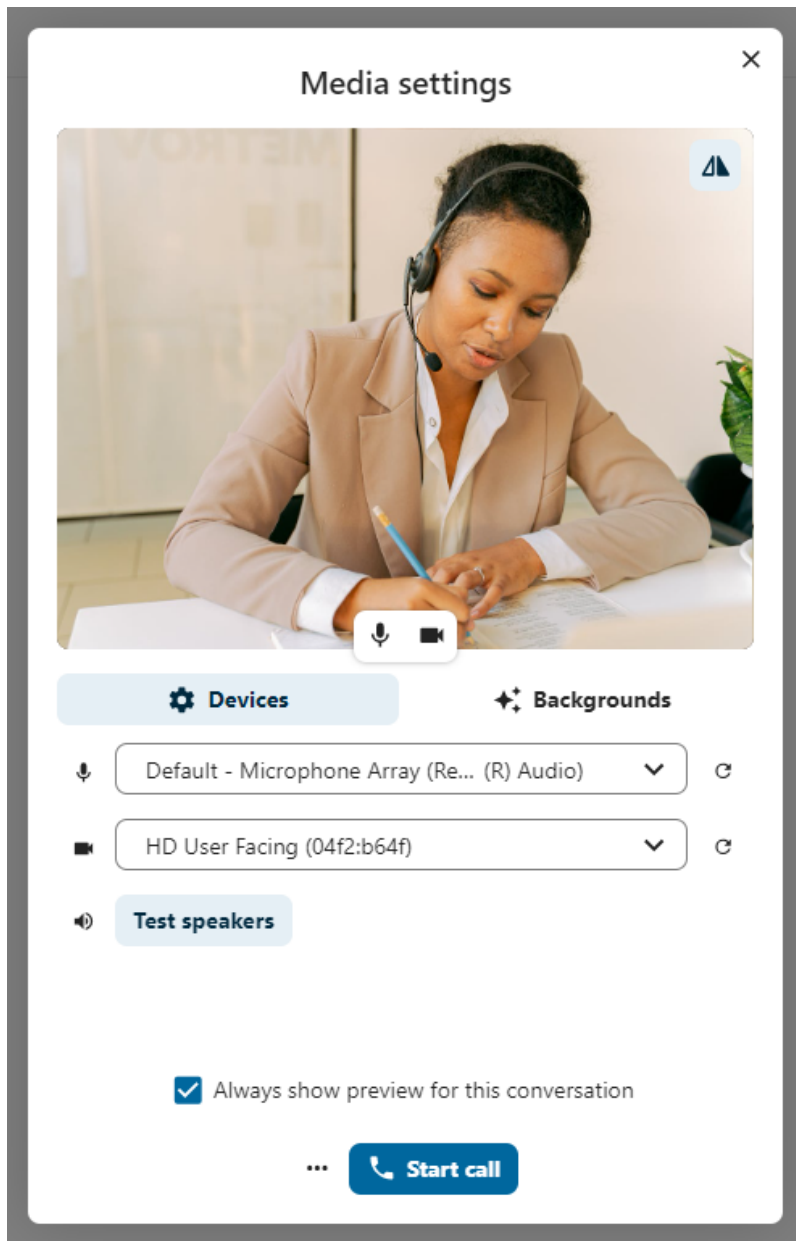 Media settings
Devices
Backgrounds
Default - Microphone Array (Re... (R) Audio)
HD User Facing (04f2:b64f)
Test speakers
Always show preview for this conversation
Start call